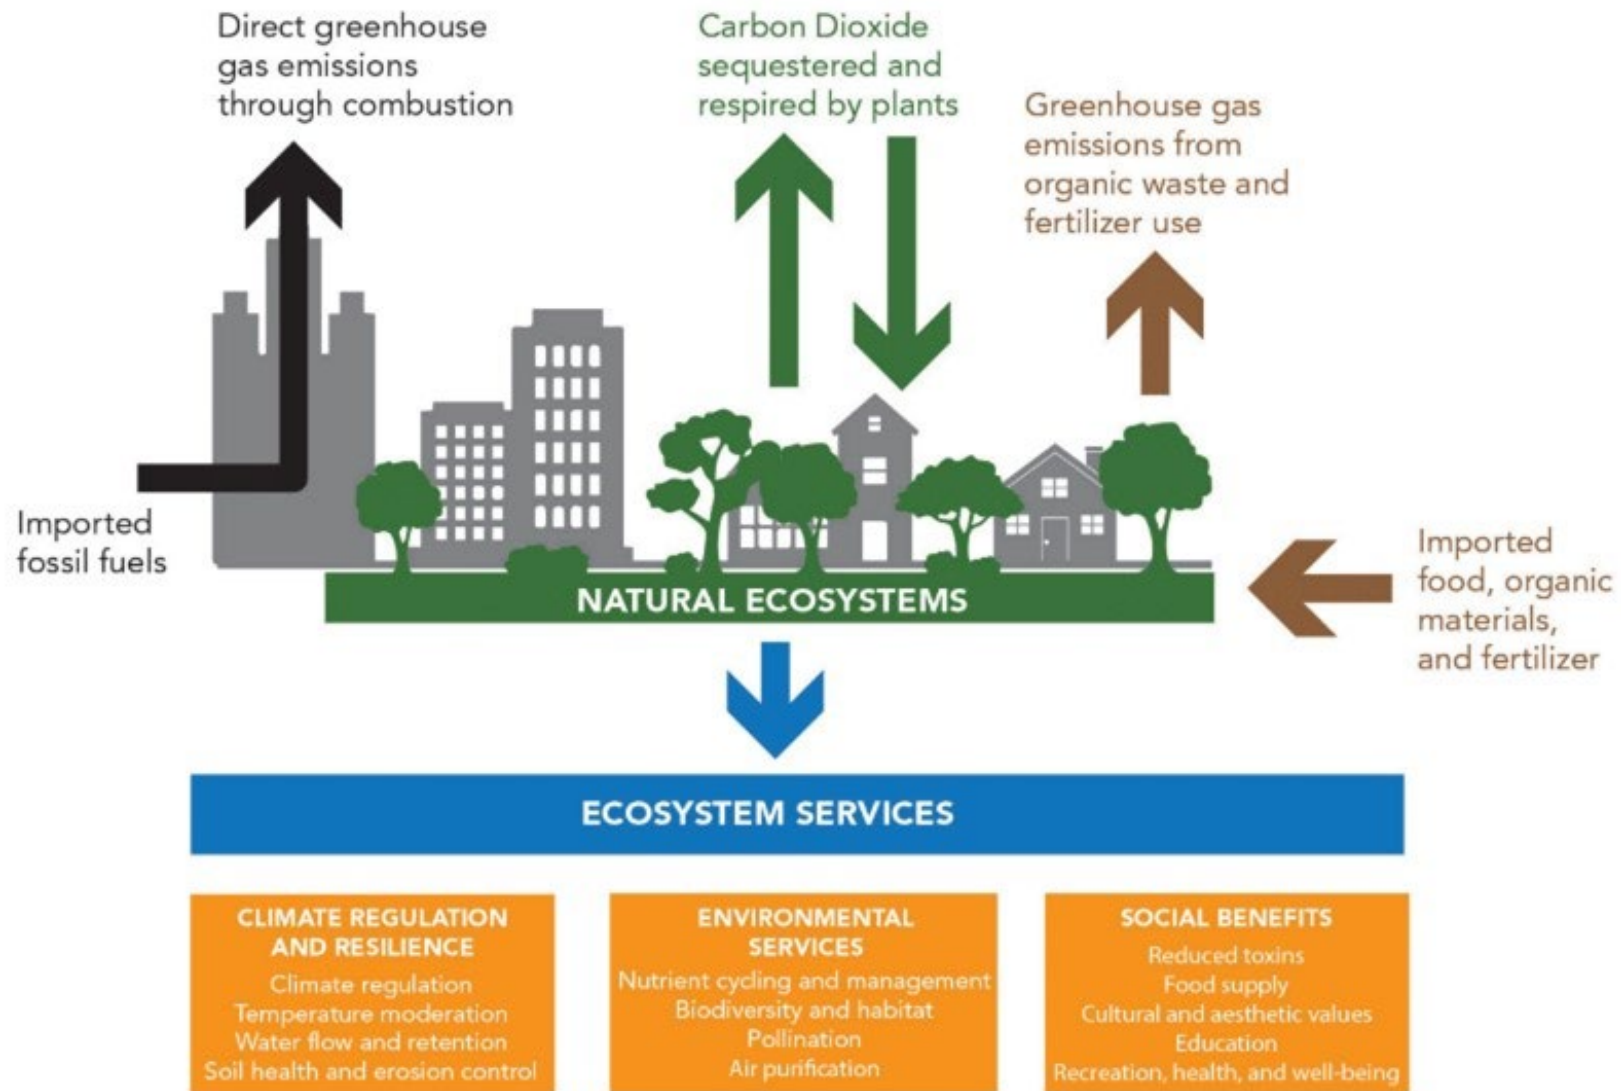 Direct greenhouse
gas emissions
through combustion
Carbon Dioxide
sequestered and
respired by plants
Greenhouse gas
emissions from
organic waste and
fertilizer use
Imported
fossil fuels
Imported
food, organic
materials,
and fertilizer
NATURAL ECOSYSTEMS
ECOSYSTEM SERVICES
CLIMATE REGULATION
AND RESILIENCE
Climate regulation
Temperature moderation
Water flow and retention
Soil health and erosion control
ENVIRONMENTAL
SERVICES
Nutrient cycling and management
Biodiversity and habitat
Pollination
Air purification
SOCIAL BENEFITS
Reduced toxins
Food supply
Cultural and aesthetic values
Education
Recreation, health, and well-being